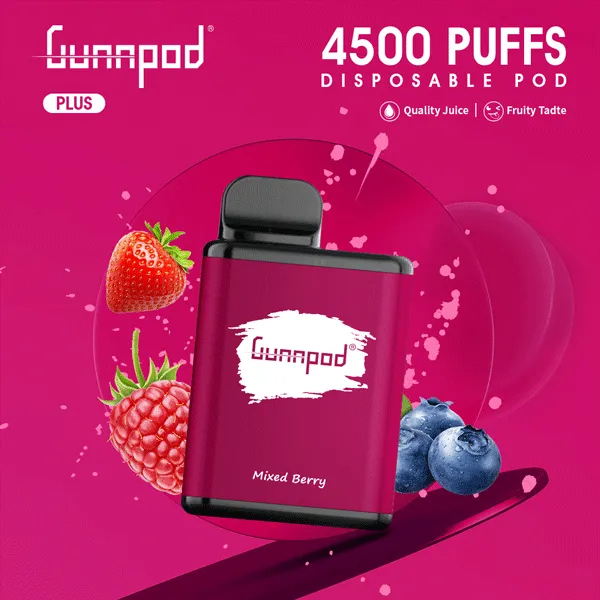 Gunnpod®
PLUS
4500 PUFFS
DISPOSABLE POD
Quality Juice | Fruity Tadte
Gunnpod®
Mixed Berry